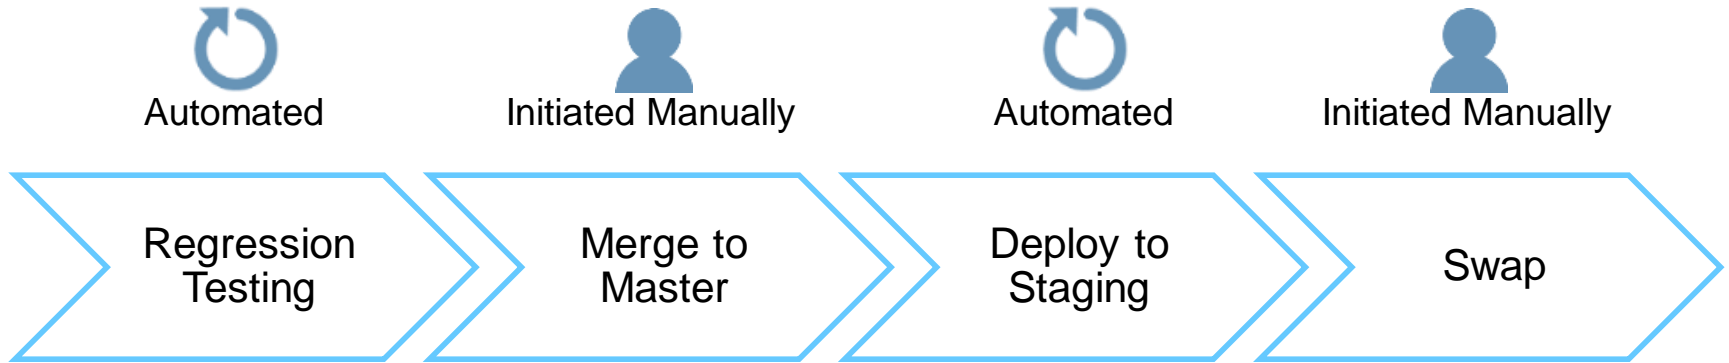 Automated
Initiated Manually
Automated
Initiated Manually
Regression
Testing
Merge to
Master
Deploy to
Staging
Swap